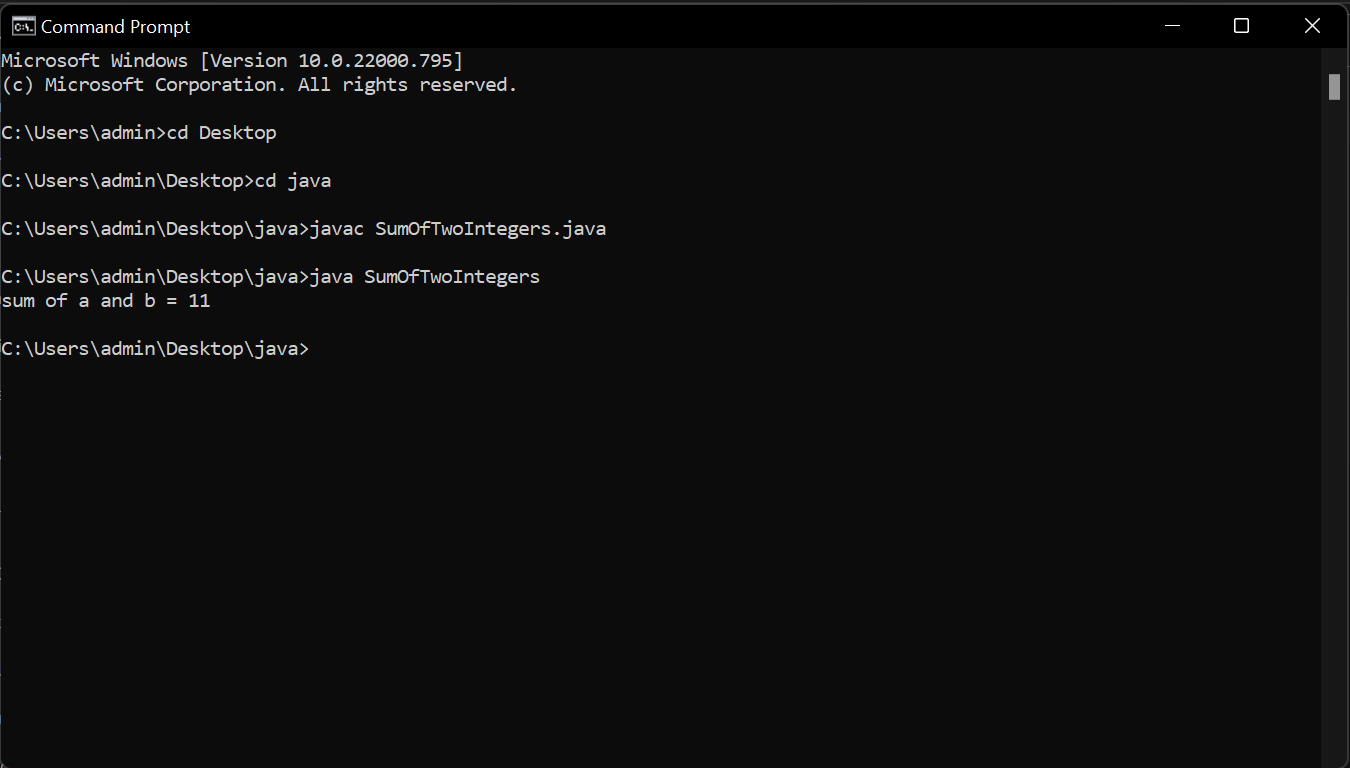 Command Prompt
Microsoft Windows [Version 10.0.22000.795]
(c) Microsoft Corporation. All rights reserved.
C:\Users\admin>cd Desktop
C:\Users\admin\Desktop>cd java
C:\Users\admin\Desktop\java>javac SumOfTwoIntegers.java
C:\Users\admin\Desktop\java>java SumOfTwoIntegers
sum of a and b = 11
C:\Users\admin\Desktop\java>